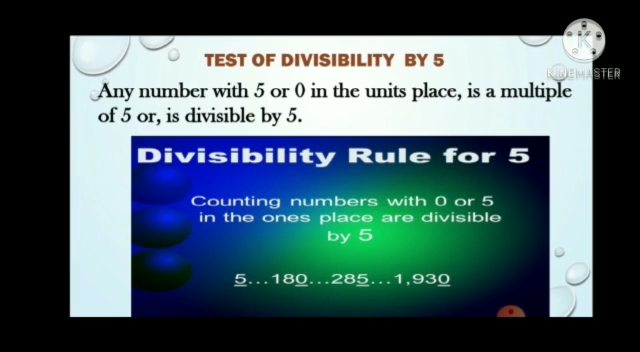 TEST OF DIVISIBILITY BY 5
KINEMASTER
Any number with 5 or 0 in the units place, is a multiple
of 5 or, is divisible by 5.
Divisibility Rule for 5
Counting numbers with 0 or 5
in the ones place are divisible
by 5
5...180...285...1,930